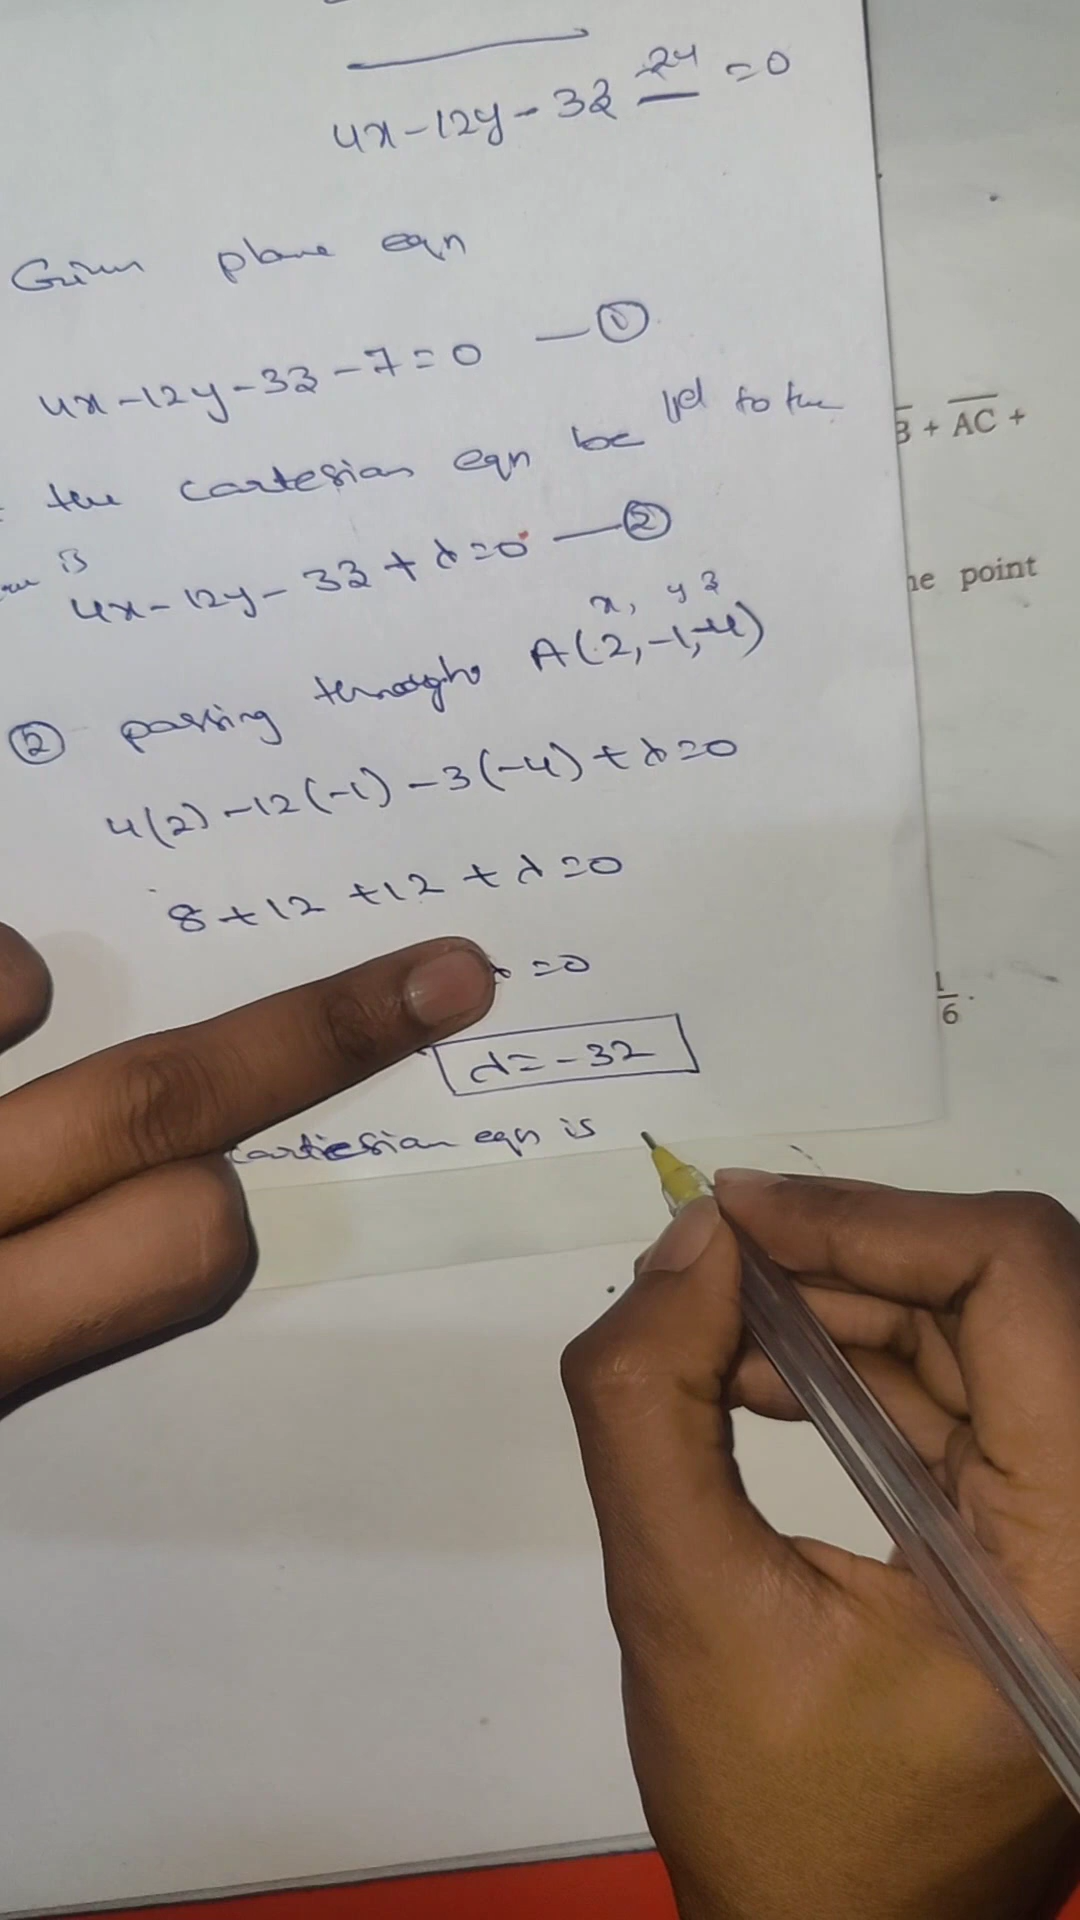 4x-12y-3z -24 =0
Given plane eqn
4x-12y-3z-7=0 —①
the cartesian eqn be ||el to the
is
4x-12y-3z+λ=0 —②
x, y z
② passing through A(2,-1,-4)
4(2)-12(-1)-3(-4)+λ=0
8+12+12+λ=0
=0
λ=-32
cartesian eqn is
B + AC +
he point
1/6.